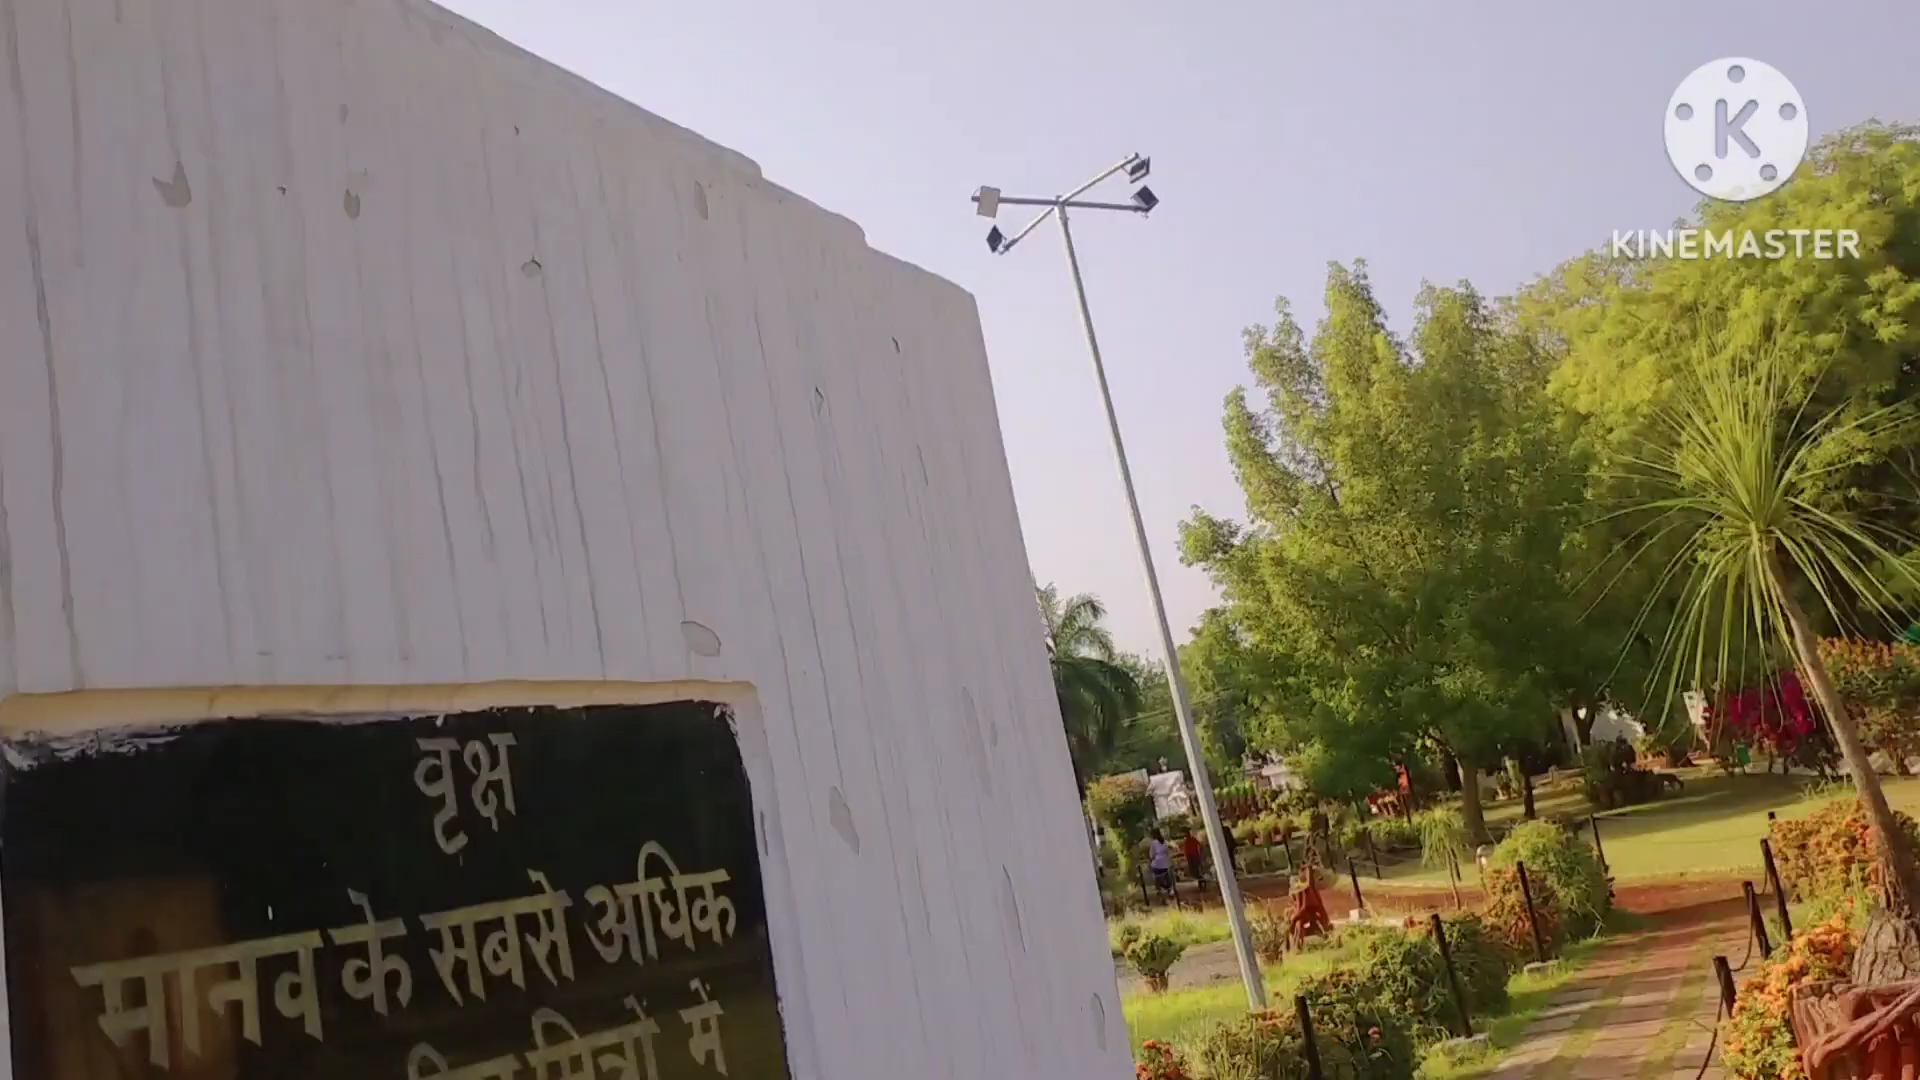 K
KINEMASTER
वृक्ष
मानव के सबसे अधिक
मित्रों में